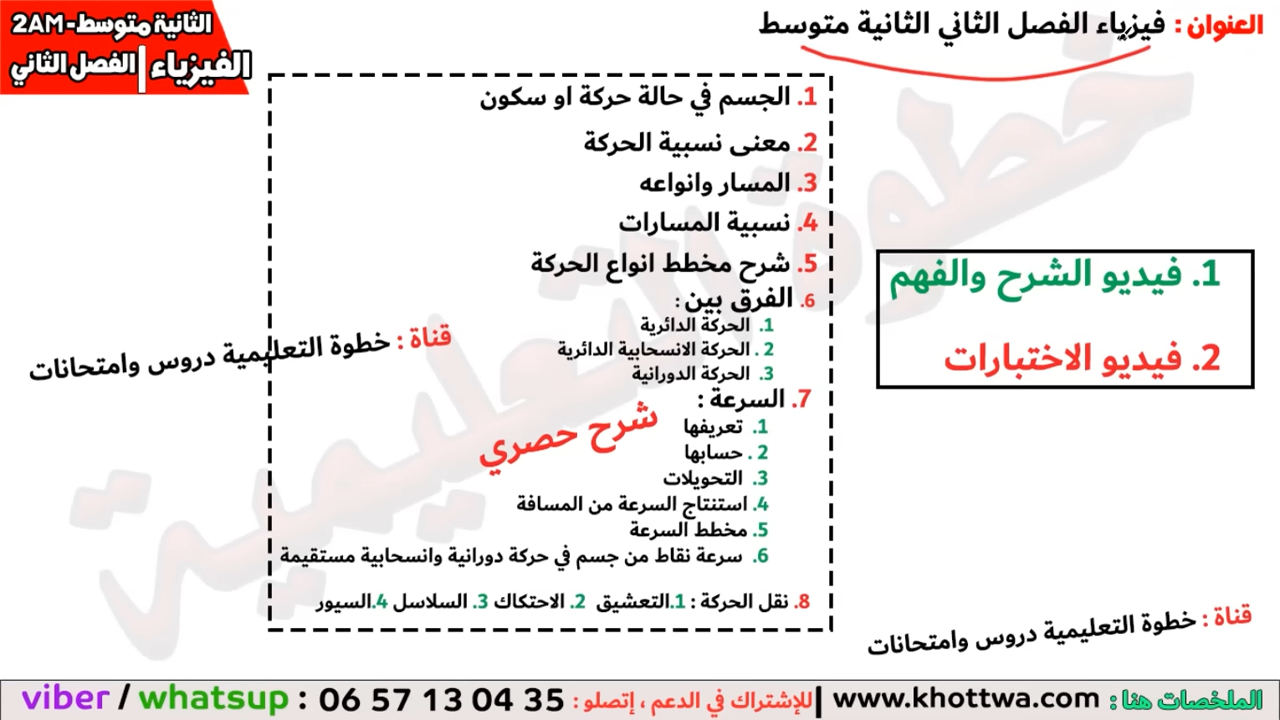 العنوان : فيزياء الفصل الثاني الثانية متوسط
الثانية متوسط-2AM
الفيزياء | الفصل الثاني
1. الجسم في حالة حركة او سكون
2. معنى نسبية الحركة
3. المسار وانواعه
4. نسبية المسارات
5. شرح مخطط انواع الحركة
6. الفرق بين :
1. الحركة الدائرية
2 . الحركة الانسحابية الدائرية
3. الحركة الدورانية
7. السرعة :
1. تعريفها
2 . حسابها
3. التحويلات
4. استنتاج السرعة من المسافة
5. مخطط السرعة
6. سرعة نقاط من جسم في حركة دورانية وانسحابية مستقيمة
8. نقل الحركة : 1.التعشيق 2. الاحتكاك 3. السلاسل 4.السيور
شرح حصري
1. فيديو الشرح والفهم
2. فيديو الاختبارات
قناة : خطوة التعليمية دروس وامتحانات
قناة : خطوة التعليمية دروس وامتحانات
خطوة التعليمية
الملخصات هنا : www.khottwa.com | للإشتراك في الدعم ، إتصلو : viber / whatsup : 06 57 13 04 35